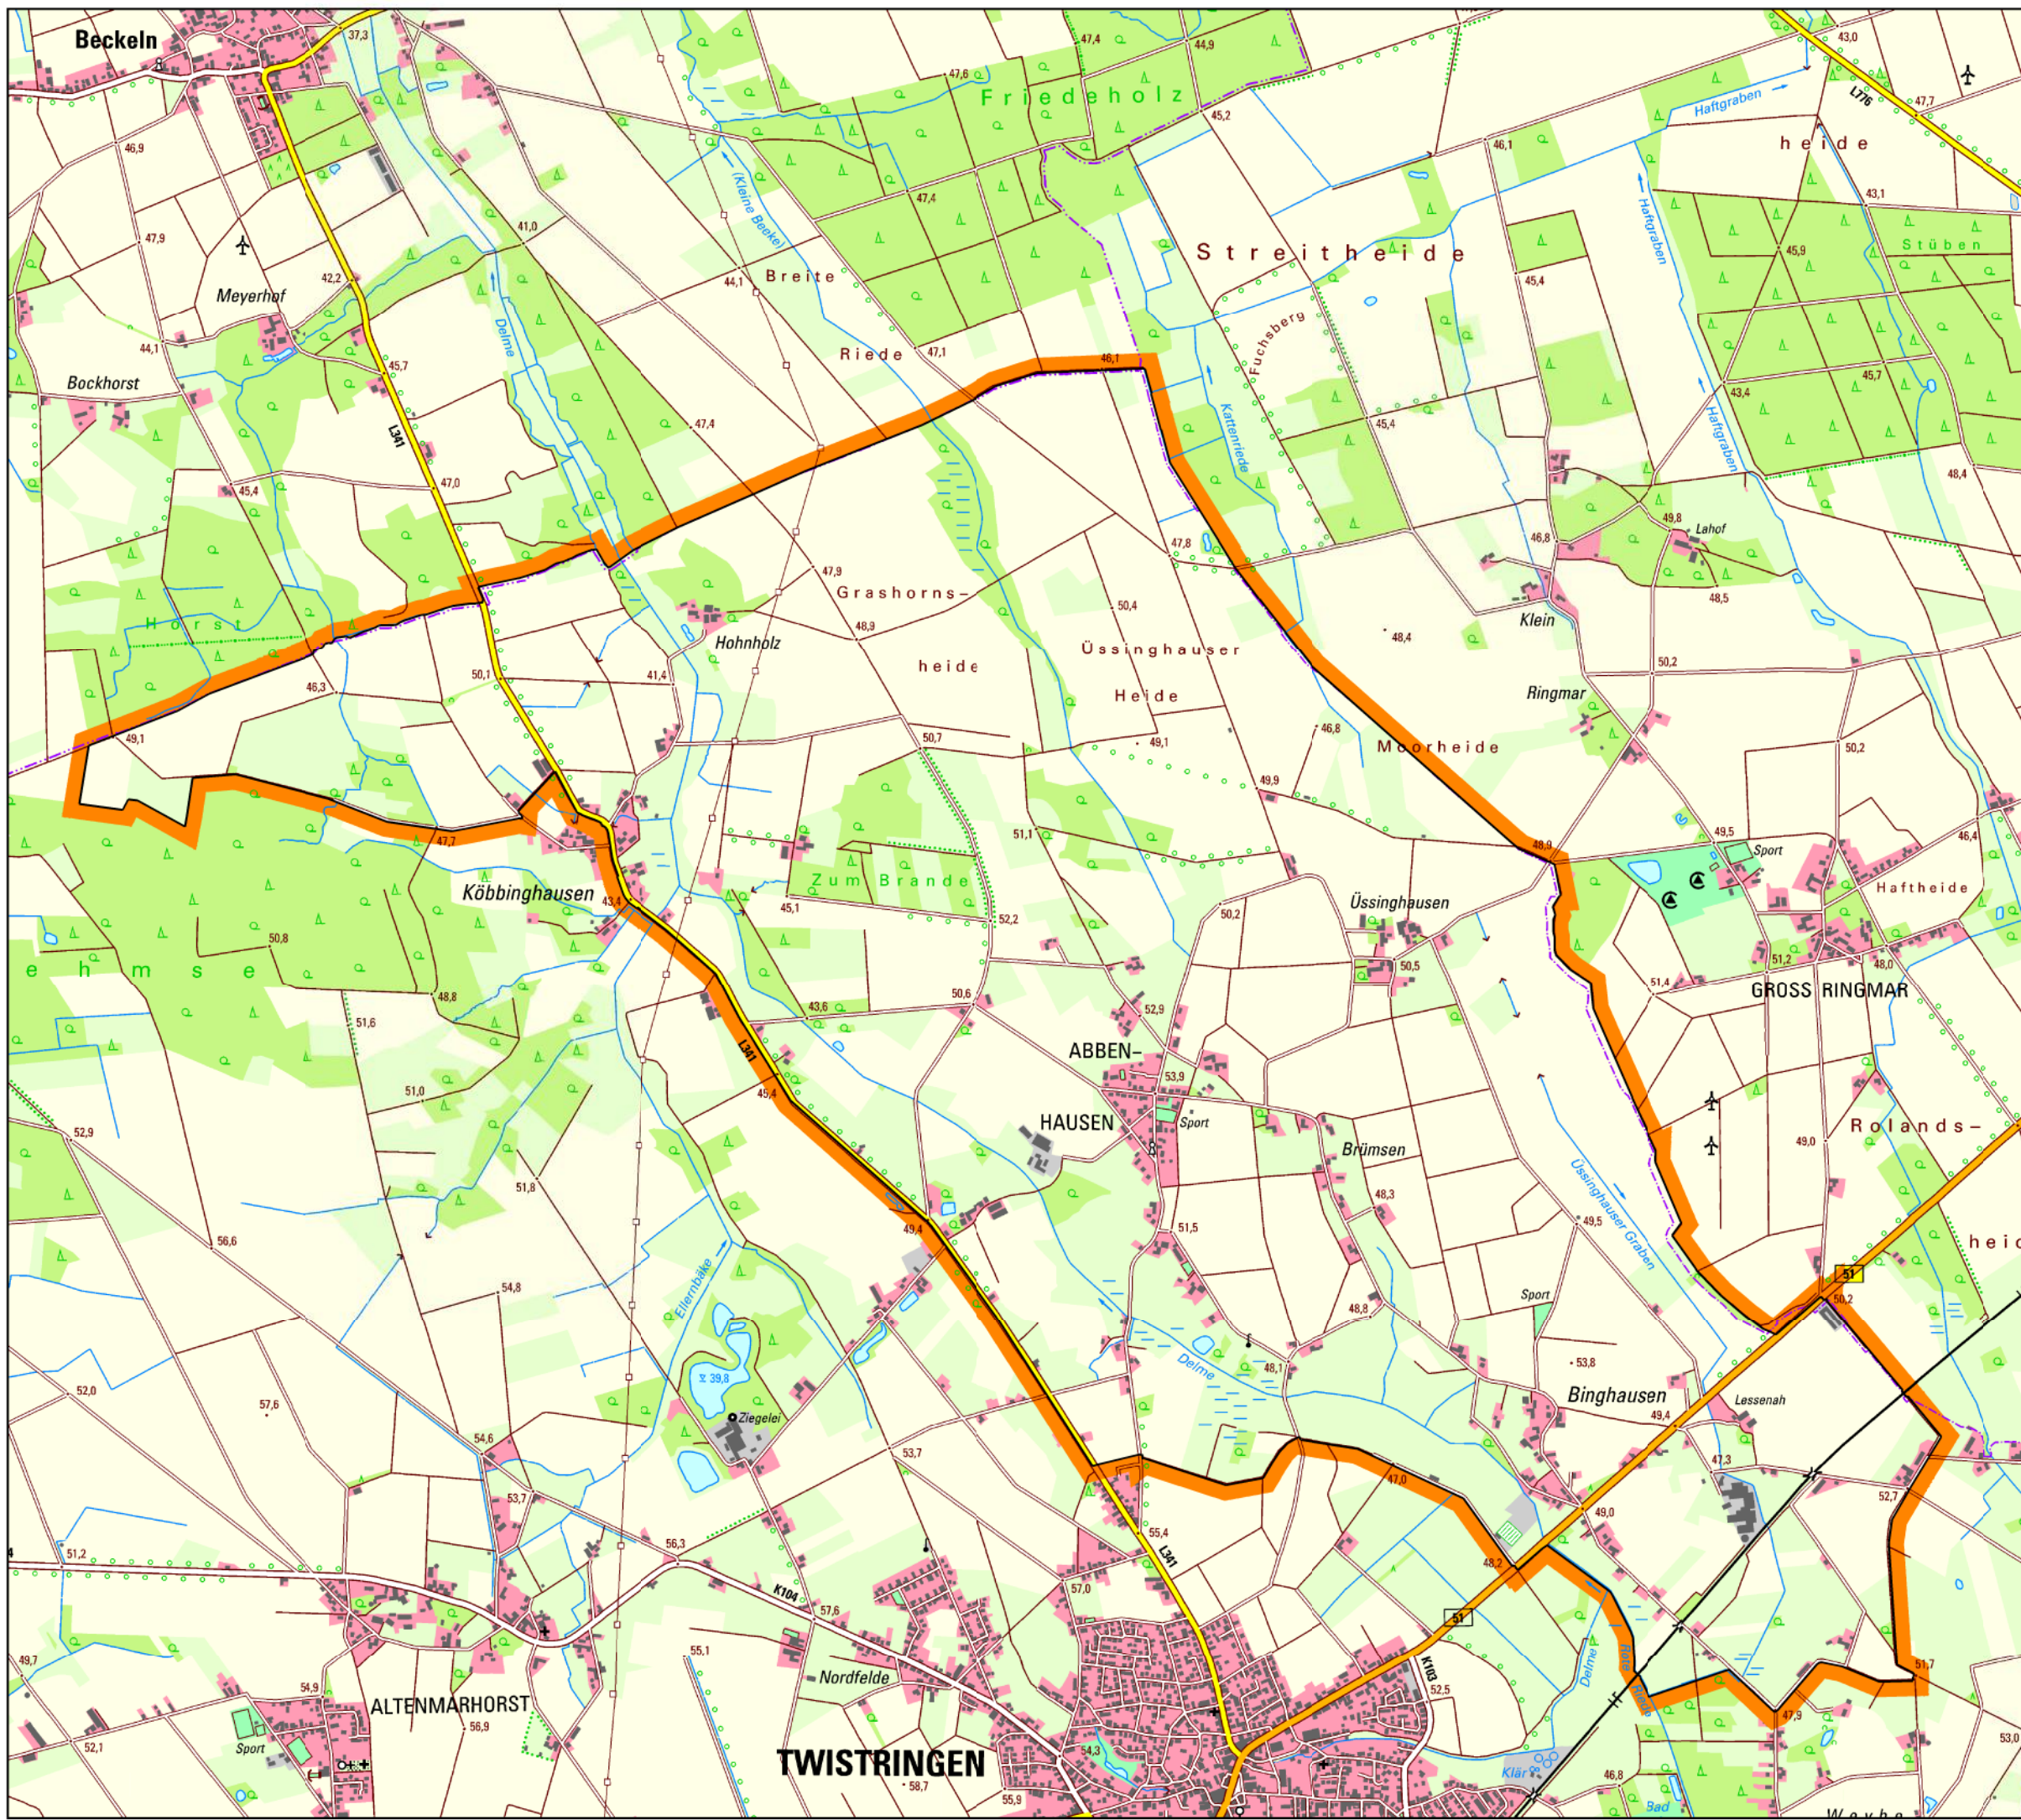 Beckeln
37,3
47,4
44,9
43,0
47,6
Friedeholz
Haftgraben
L776
47,7
45,2
46,9
46,1
heide
(Kleine Beeke)
47,4
43,1
47,9
41,0
Haftgraben
Streitheide
45,9
Stüben
42,2
44,1
Breite
45,4
Meyerhof
Delme
Fuchsberg
44,1
Riede
47,1
46,1
45,7
Bockhorst
45,7
43,4
Kattenriede
45,4
Haftgraben
L341
47,4
48,4
45,4
47,0
49,8
Lahof
46,8
47,8
47,9
Grashorns-
50,4
48,5
Horst
48,9
48,4
Klein
Hohnholz
Üssinghauser
heide
50,1
41,4
50,2
46,3
Heide
Ringmar
49,1
50,7
49,1
46,8
Moorheide
50,2
49,9
51,1
49,5
46,4
47,7
48,9
Sport
Zum Brande
Haftheide
Köbbinghausen
43,4
45,1
52,2
50,2
Üssinghausen
50,8
ehmse
51,2
48,0
50,5
51,4
GROSS RINGMAR
48,8
50,6
43,6
52,9
51,6
L341
ABBEN-
53,9
51,0
45,4
HAUSEN
Sport
Rolands-
52,9
49,0
Brümsen
51,8
Üssinghauser Graben
48,3
49,4
51,5
49,5
56,6
heid
Ellernbäke
51
54,8
50,2
Sport
48,8
Delme
48,1
53,8
39,8
52,0
57,6
Binghausen
Lessenah
49,4
Ziegelei
54,6
53,7
47,3
47,0
52,7
53,7
49,0
55,4
51,2
56,3
L341
48,2
K104
57,0
57,6
51
Rote Riede
Delme
49,7
55,1
K103
51,7
Nordfelde
54,9
52,5
ALTENMARHORST
47,9
56,9
52,1
Sport
53,0
TWISTRINGEN
54,3
Klär
58,7
55,9
46,8
Bad
Weyhe